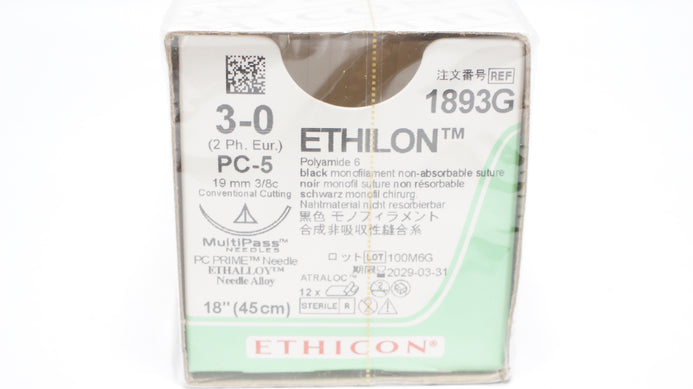 注文番号 REF
1893G
3-0
(2 Ph. Eur.)
PC-5
19 mm 3/8c
Conventional Cutting
MultiPass™
NEEDLES
PC PRIME™ Needle
ETHALLOY™
Needle Alloy
18" (45cm)
ETHILON™
Polyamide 6
black monofilament non-absorbable suture
noir monofil suture non résorbable
schwarz monofil chirurg.
Nahtmaterial nicht resorbierbar
黒色 モノフィラメント
合成非吸収性縫合糸
ロット LOT 100M6G
期限 2029-03-31
ATRALOC™
12 x
STERILE R
ETHICON®